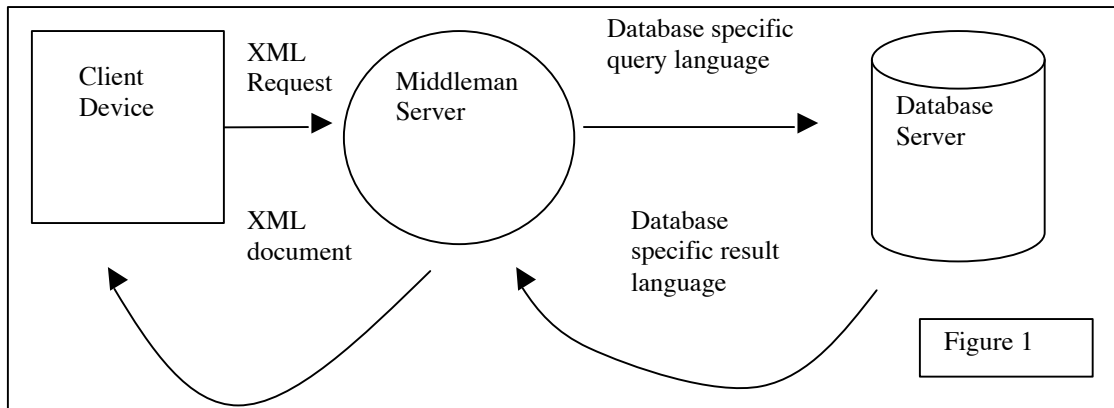 Client
Device
XML
Request
Middleman
Server
Database specific
query language
Database
Server
XML
document
Database
specific result
language
Figure 1